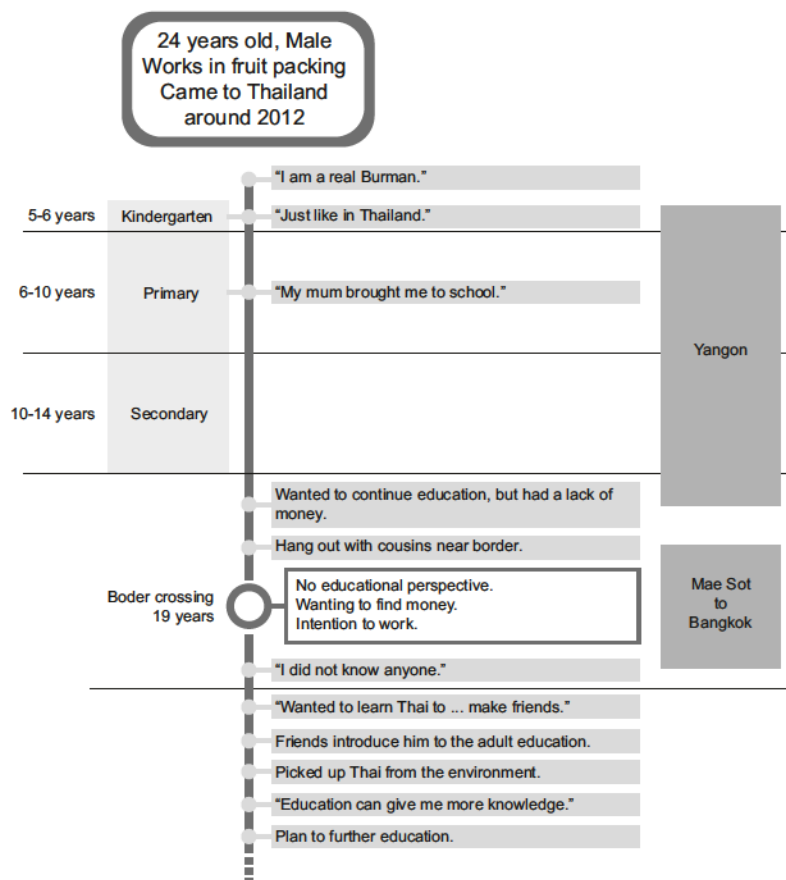 24 years old, Male
Works in fruit packing
Came to Thailand
around 2012
“I am a real Burman.”
5-6 years
Kindergarten
“Just like in Thailand.”
6-10 years
Primary
“My mum brought me to school.”
Yangon
10-14 years
Secondary
Wanted to continue education, but had a lack of
money.
Hang out with cousins near border.
Boder crossing
19 years
No educational perspective.
Wanting to find money.
Intention to work.
Mae Sot
to
Bangkok
“I did not know anyone.”
“Wanted to learn Thai to ... make friends.”
Friends introduce him to the adult education.
Picked up Thai from the environment.
“Education can give me more knowledge.”
Plan to further education.